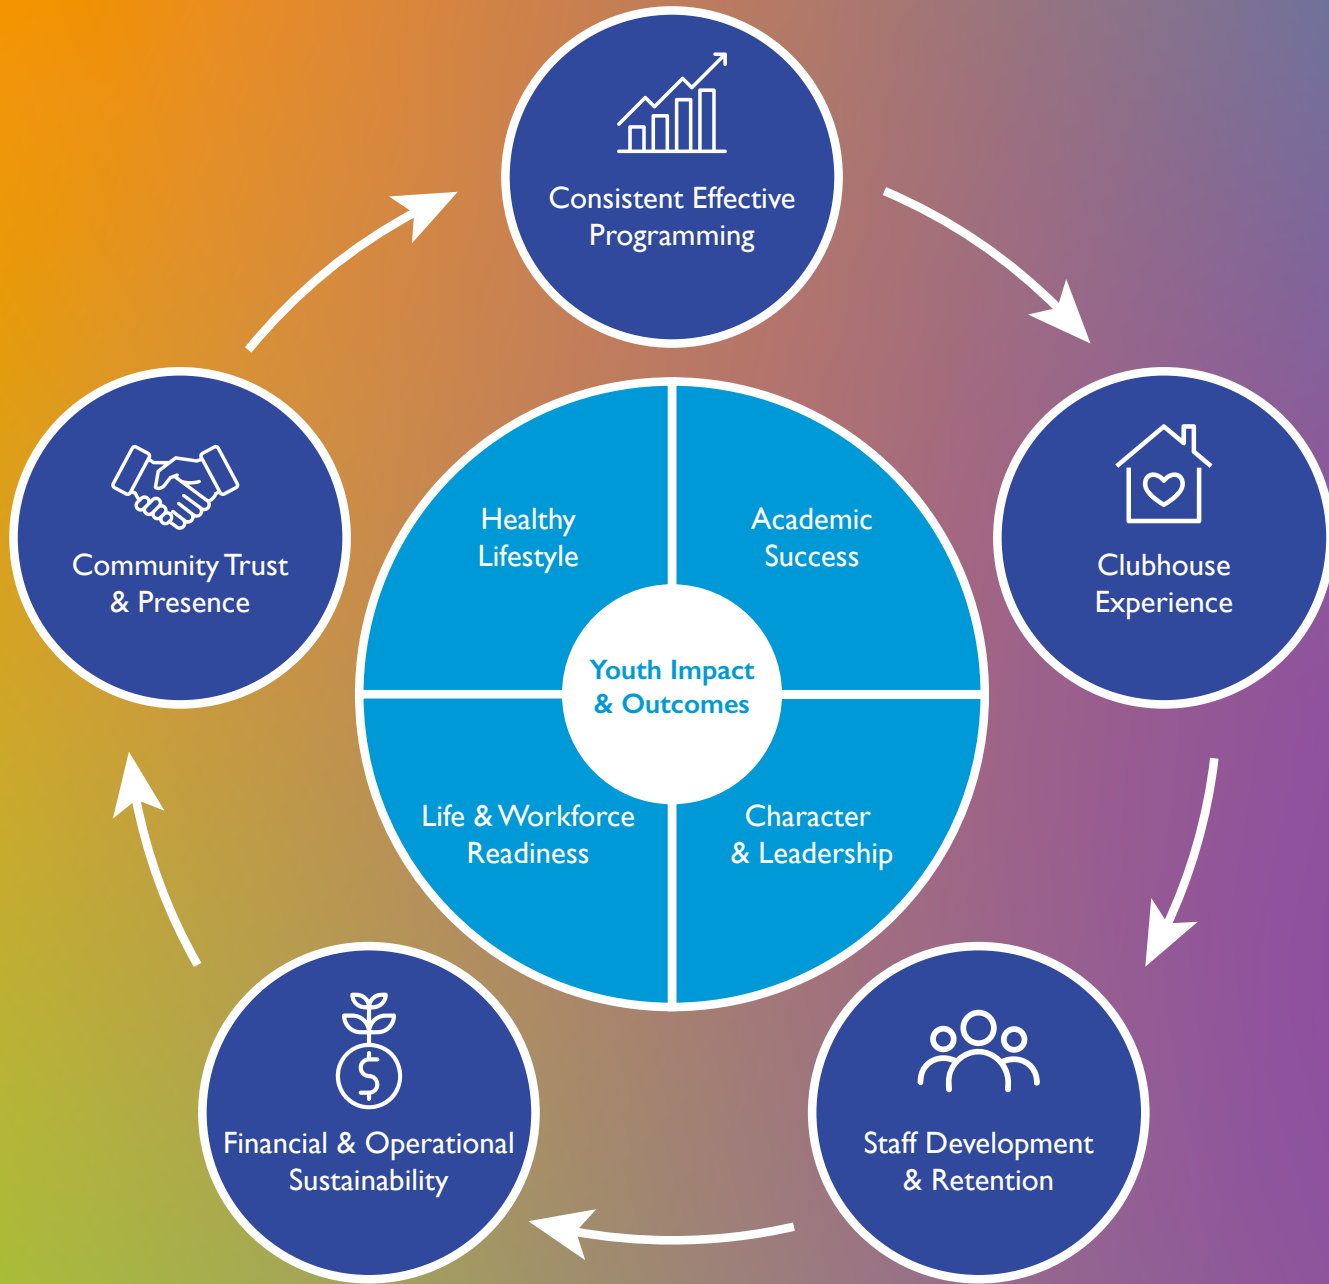 Consistent Effective
Programming
Community Trust
& Presence
Clubhouse
Experience
Healthy
Lifestyle
Academic
Success
Youth Impact
& Outcomes
Life & Workforce
Readiness
Character
& Leadership
Financial & Operational
Sustainability
$
Staff Development
& Retention